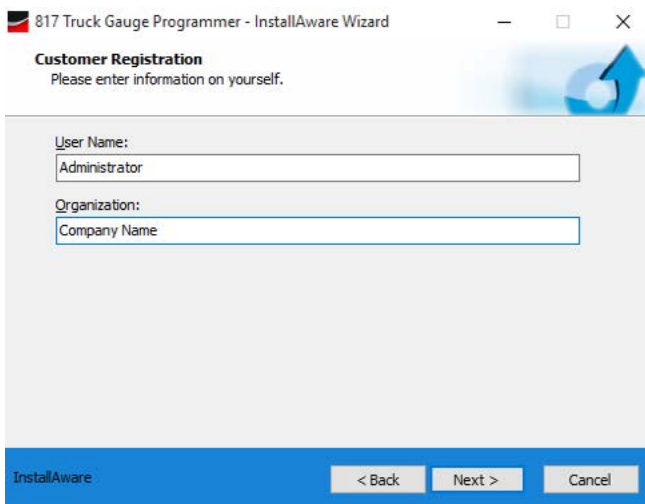 817 Truck Gauge Programmer - InstallAware Wizard
Customer Registration
Please enter information on yourself.
User Name:
Administrator
Organization:
Company Name
InstallAware
< Back
Next >
Cancel